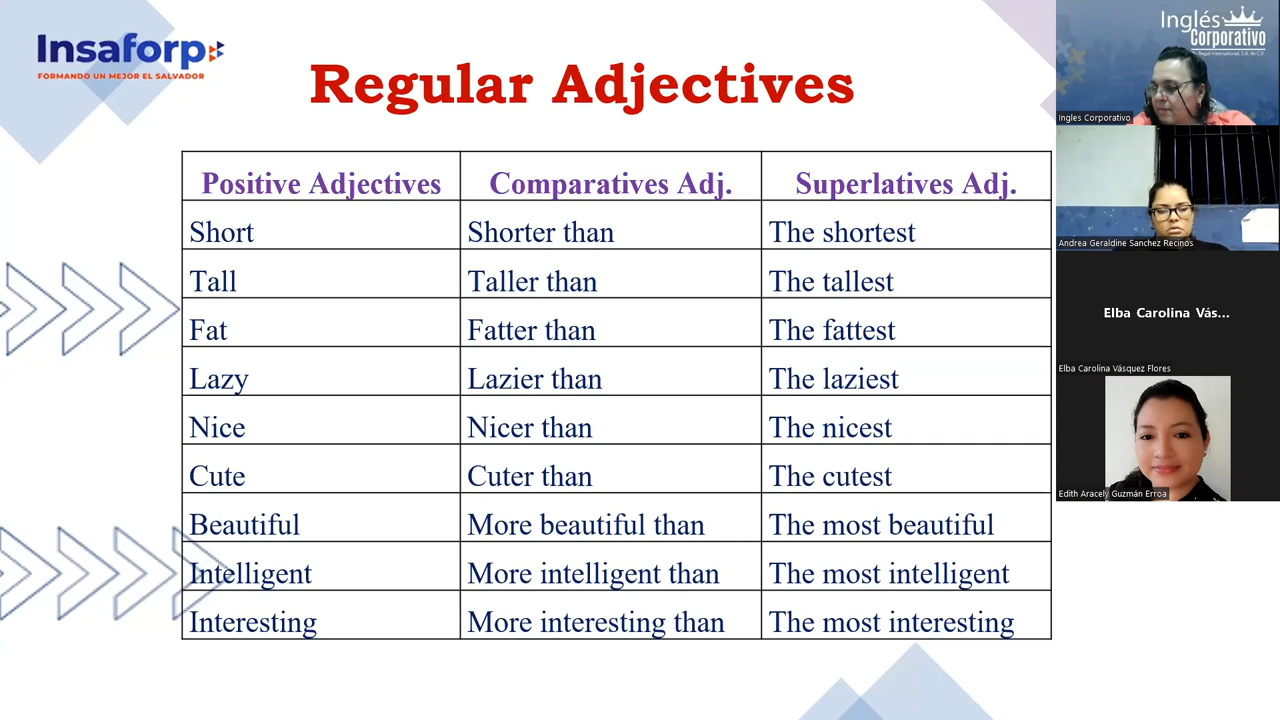 Insaforp
FORMANDO UN MEJOR EL SALVADOR
Regular Adjectives
Positive Adjectives Comparatives Adj. Superlatives Adj.
Short Shorter than The shortest
Tall Taller than The tallest
Fat Fatter than The fattest
Lazy Lazier than The laziest
Nice Nicer than The nicest
Cute Cuter than The cutest
Beautiful More beautiful than The most beautiful
Intelligent More intelligent than The most intelligent
Interesting More interesting than The most interesting
Inglés
Corporativo
Ingles Corporativo
Andrea Geraldine Sanchez Recinos
Elba Carolina Vás...
Elba Carolina Vásquez Flores
Edith Aracely Guzmán Erroa